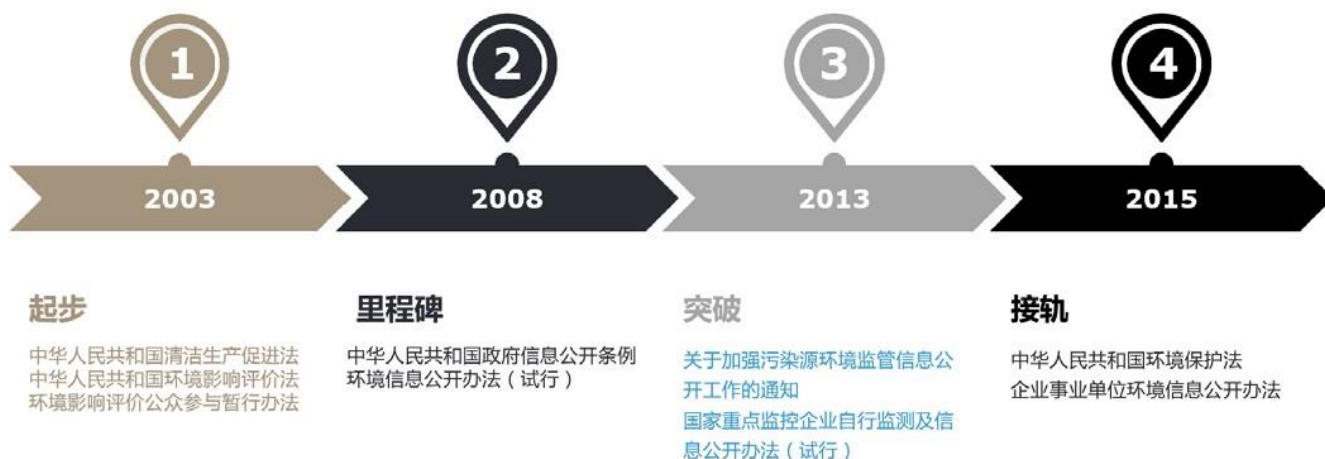 1
2
3
4
2003
2008
2013
2015
起步
中华人民共和国清洁生产促进法
中华人民共和国环境影响评价法
环境影响评价公众参与暂行办法
里程碑
中华人民共和国政府信息公开条例
环境信息公开办法（试行）
突破
关于加强污染源环境监管信息公
开工作的通知
国家重点监控企业自行监测及信
息公开办法（试行）
接轨
中华人民共和国环境保护法
企业事业单位环境信息公开办法